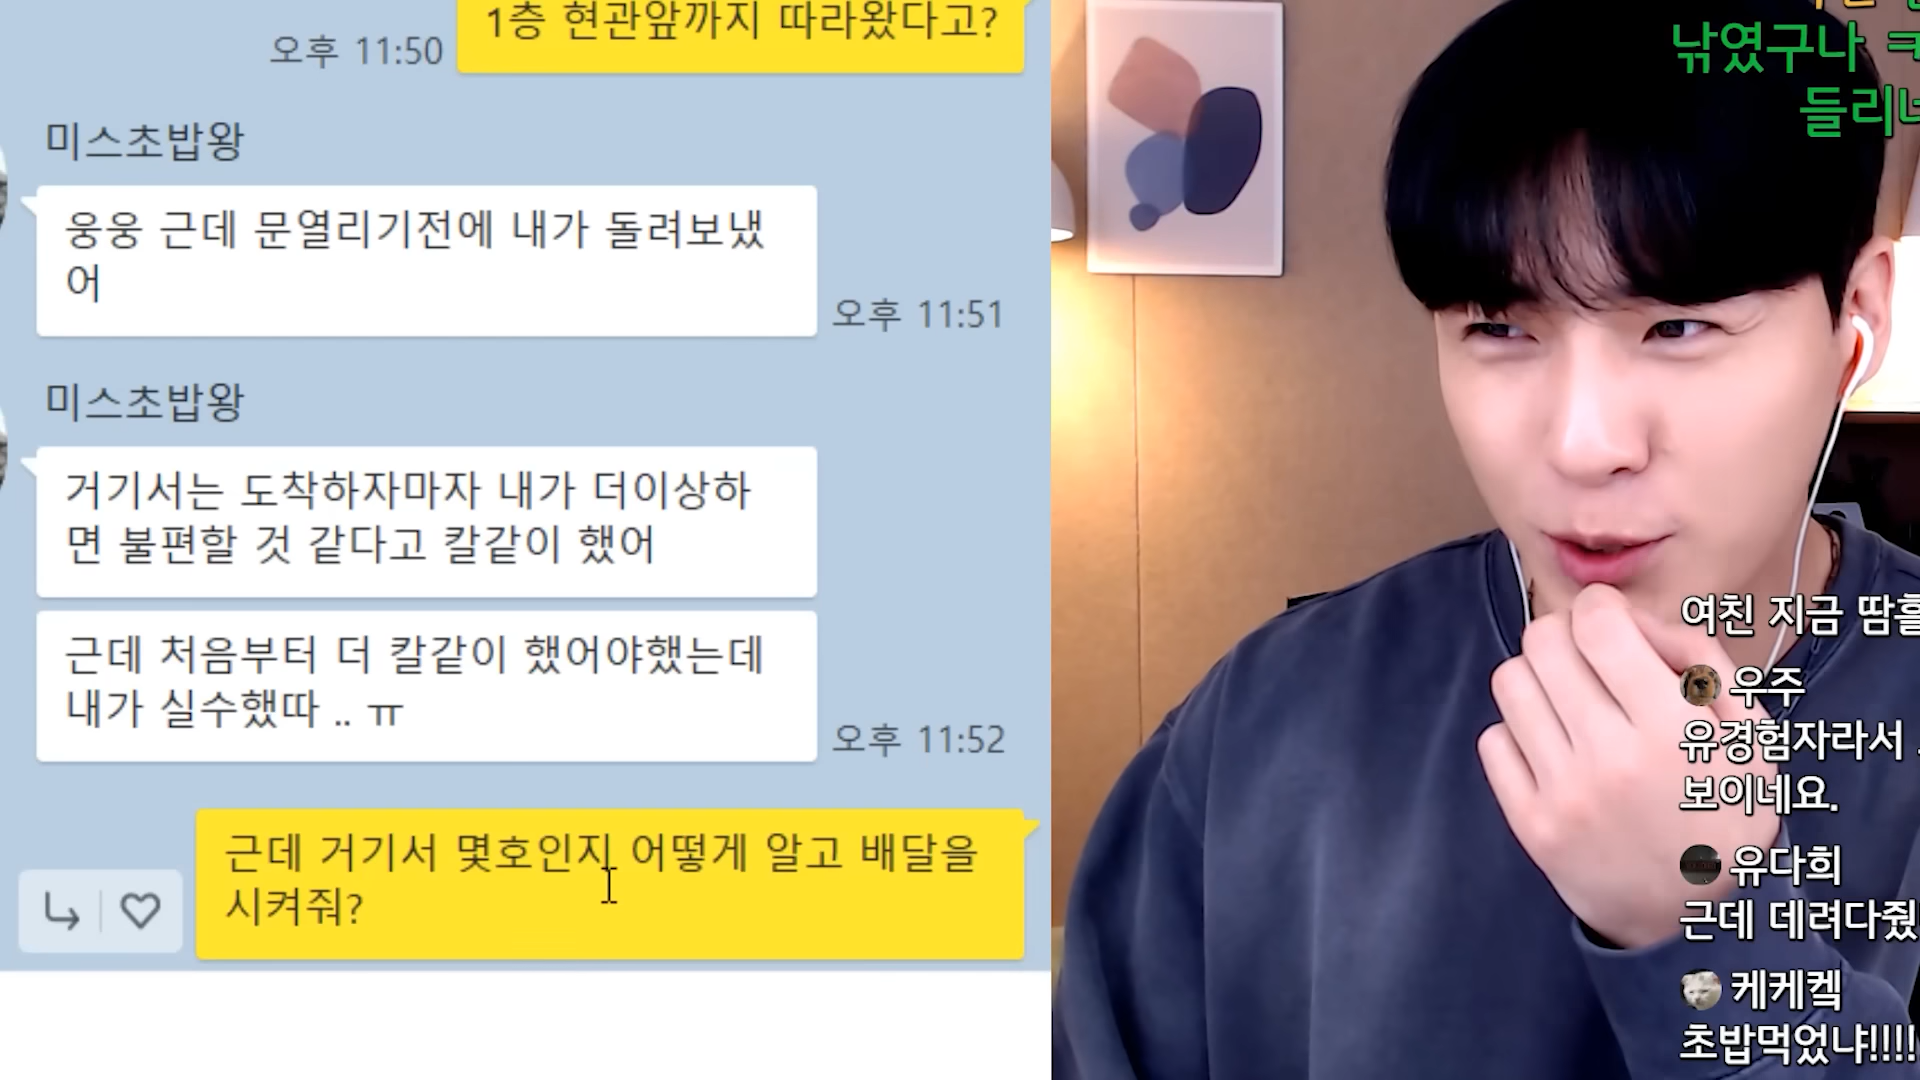 1층 현관앞까지 따라왔다고?
오후 11:50
미스초밥왕
웅웅 근데 문열리기전에 내가 돌려보냈
어
오후 11:51
미스초밥왕
거기서는 도착하자마자 내가 더이상하
면 불편할 것 같다고 칼같이 했어
근데 처음부터 더 칼같이 했어야했는데
내가 실수했따 .. ㅠ
오후 11:52
근데 거기서 몇호인지 어떻게 알고 배달을
시켜줘?
낚였구나
여친 지금
우주
유경험자라서
보이네요.
유다희
근데 데려다줬
케케켘
초밥먹었냐!!!!